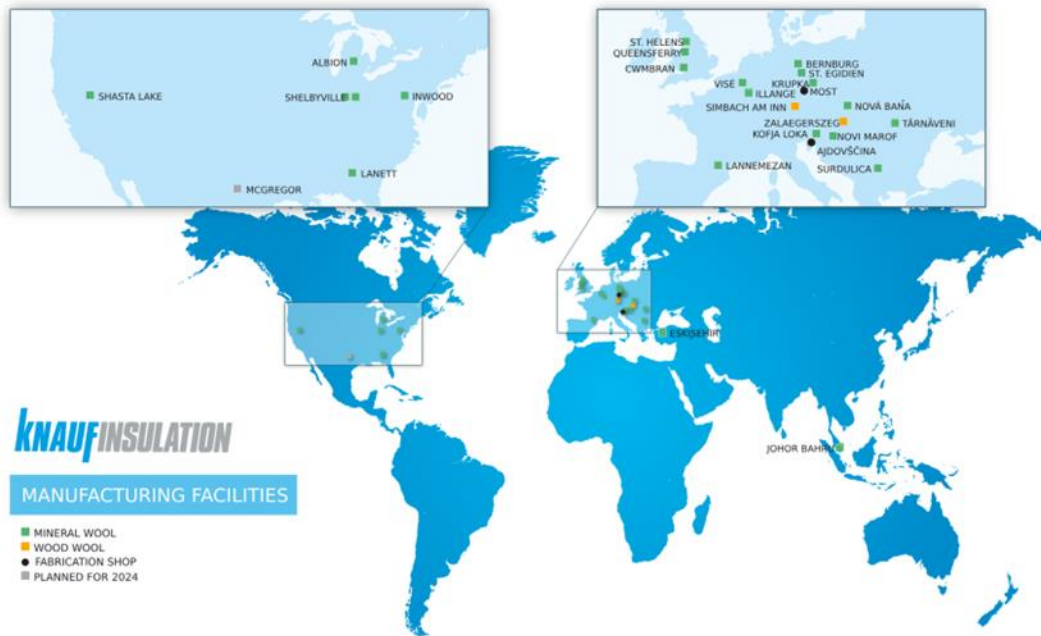 ALBION
SHASTA LAKE
SHELBYVILLE
INWOOD
LANETT
MCGREGOR
ST. HELENS
QUEENSFERRY
CWMBRAN
BERNBURG
ST. EGIDIEN
VISE
KRUPKA
ILLANGE
MOST
SIMBACH AM INN
NOVÁ BAŇA
ZALAEGERSZEG
TÂRNĂVENI
KOFJA LOKA
NOVI MAROF
AJDOVŠČINA
LANNEMEZAN
SURDULICA
ESKIŞEHIR
JOHOR BAHRU
KNAUFINSULATION
MANUFACTURING FACILITIES
MINERAL WOOL
WOOD WOOL
FABRICATION SHOP
PLANNED FOR 2024